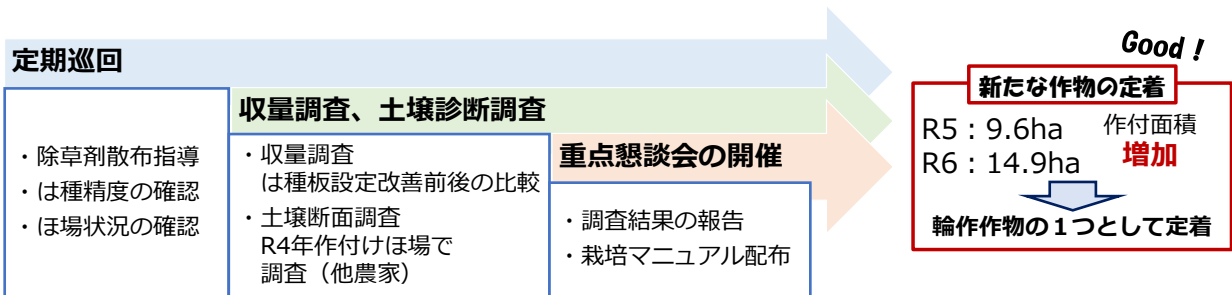 定期巡回
・除草剤散布指導
・は種精度の確認
・ほ場状況の確認
収量調査、土壌診断調査
・収量調査
は種板設定改善前後の比較
・土壌断面調査
R4年作付けほ場で
調査（他農家）
重点懇談会の開催
・調査結果の報告
・栽培マニュアル配布
Good！
新たな作物の定着
R5：9.6ha 作付面積
R6：14.9ha 増加
輪作作物の１つとして定着